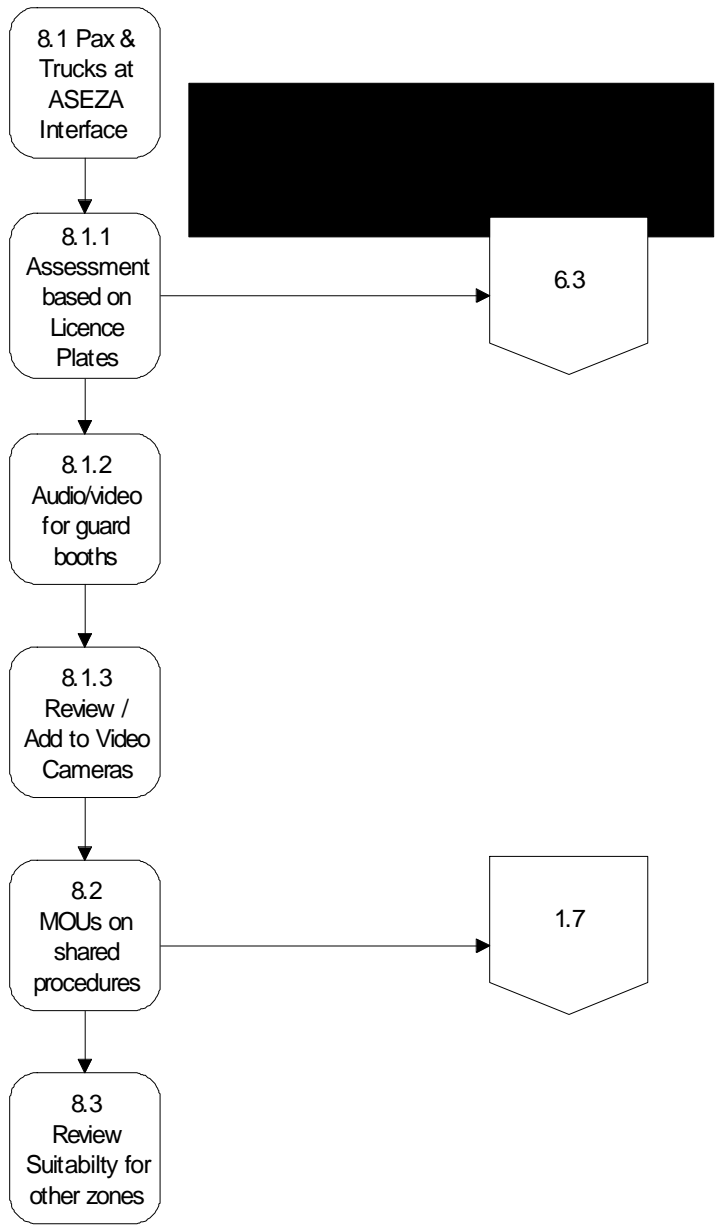 8.1 Pax &
Trucks at
ASEZA
Interface
8.1.1
Assessment
based on
Licence
Plates
6.3
8.1.2
Audio/video
for guard
booths
8.1.3
Review /
Add to Video
Cameras
8.2
MOUs on
shared
procedures
1.7
8.3
Review
Suitabilty for
other zones